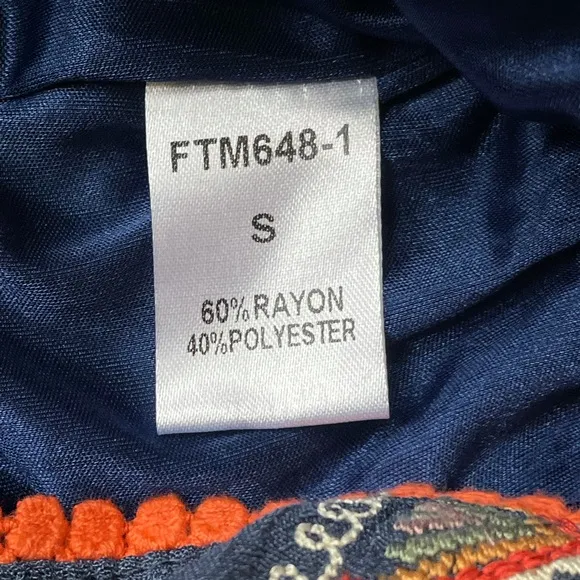 FTM648-1
S
60% RAYON
40%POLYESTER